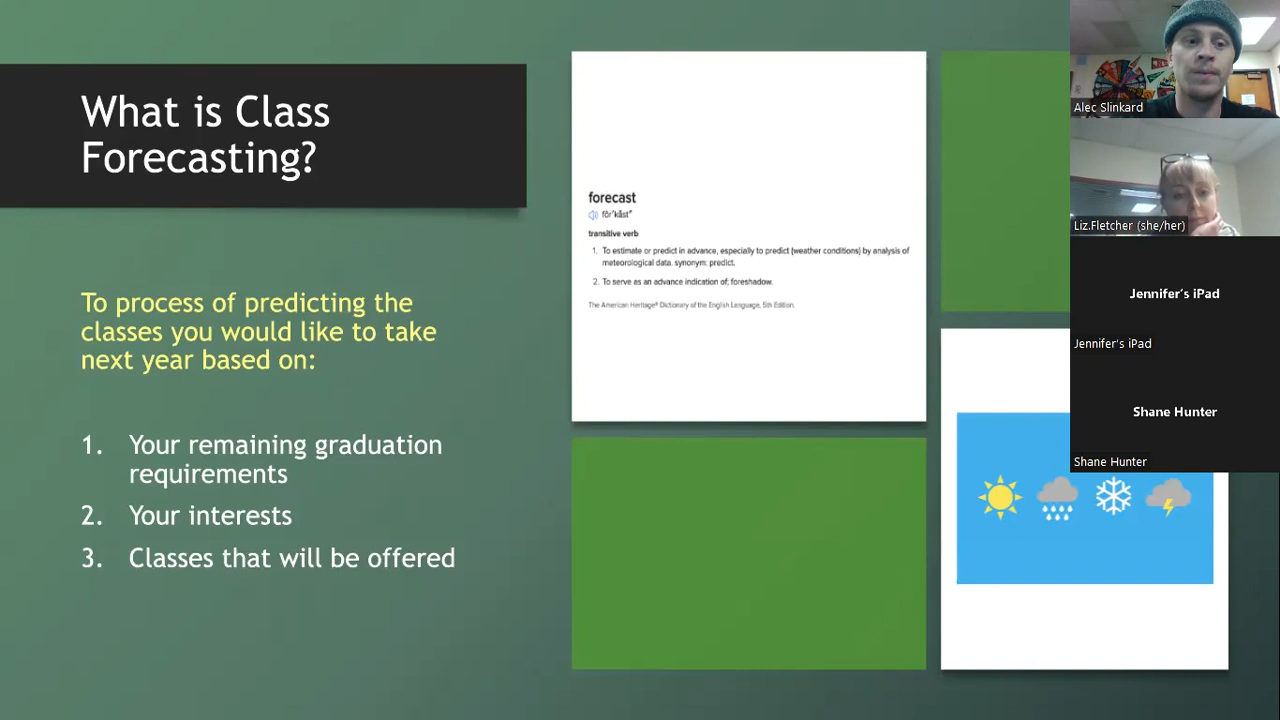 What is Class
Forecasting?
To process of predicting the
classes you would like to take
next year based on:
1. Your remaining graduation
requirements
2. Your interests
3. Classes that will be offered
forecast
fôr′kăst″
transitive verb
1. To estimate or predict in advance, especially to predict (weather conditions) by analysis of
meteorological data. synonym: predict.
2. To serve as an advance indication of; foreshadow.
The American Heritage® Dictionary of the English Language, 5th Edition.
Alec Slinkard
Liz.Fletcher (she/her)
Jennifer's iPad
Jennifer's iPad
Shane Hunter
Shane Hunter